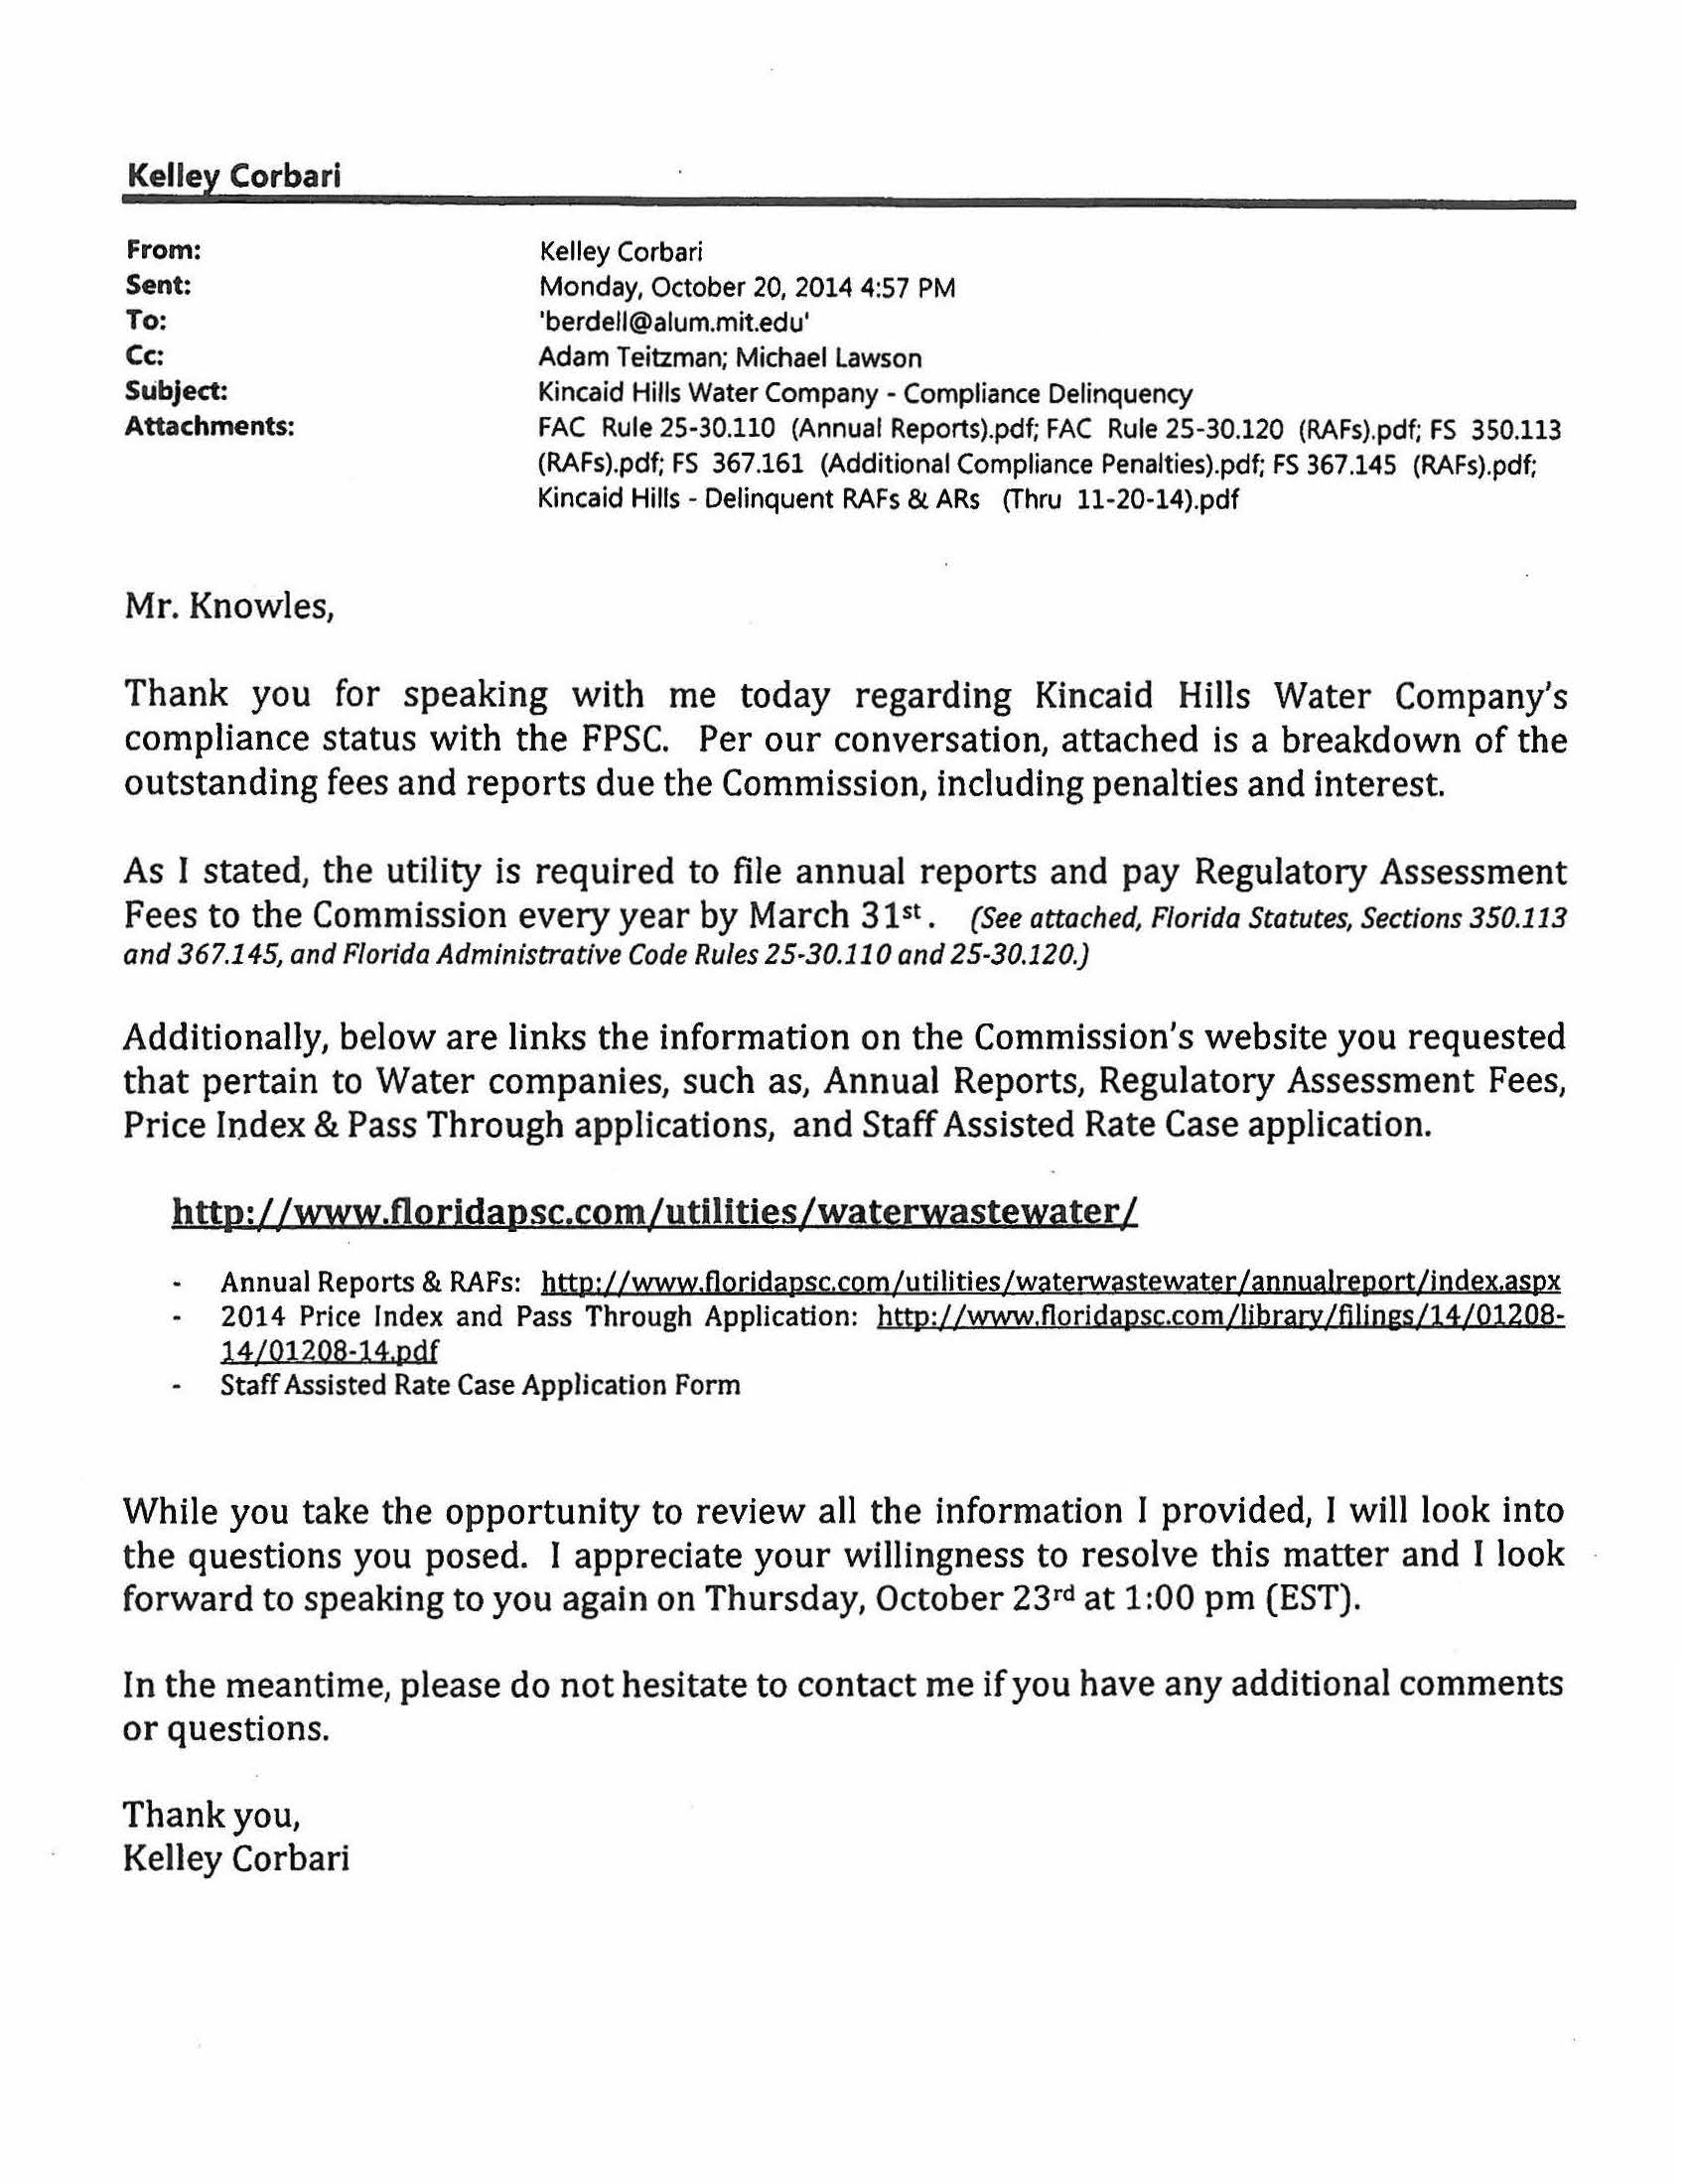 Kelley Corbari
From: Kelley Corbari
Sent: Monday, October 20, 2014 4:57 PM
To: 'berdell@alum.mit.edu'
Cc: Adam Teitzman; Michael Lawson
Subject: Kincaid Hills Water Company - Compliance Delinquency
Attachments: FAC Rule 25-30.110 (Annual Reports).pdf; FAC Rule 25-30.120 (RAFs).pdf; FS 350.113
(RAFs).pdf; FS 367.161 (Additional Compliance Penalties).pdf; FS 367.145 (RAFs).pdf;
Kincaid Hills - Delinquent RAFs & ARs (Thru 11-20-14).pdf
Mr. Knowles,
Thank you for speaking with me today regarding Kincaid Hills Water Company's
compliance status with the FPSC. Per our conversation, attached is a breakdown of the
outstanding fees and reports due the Commission, including penalties and interest.
As I stated, the utility is required to file annual reports and pay Regulatory Assessment
Fees to the Commission every year by March 31st. (See attached, Florida Statutes, Sections 350.113
and 367.145, and Florida Administrative Code Rules 25-30.110 and 25-30.120.)
Additionally, below are links the information on the Commission's website you requested
that pertain to Water companies, such as, Annual Reports, Regulatory Assessment Fees,
Price Index & Pass Through applications, and Staff Assisted Rate Case application.
http://www.floridapsc.com/utilities/waterwastewater/
- Annual Reports & RAFs: http://www.floridapsc.com/utilities/waterwastewater/annualreport/index.aspx
- 2014 Price Index and Pass Through Application: http://www.floridapsc.com/library/filings/14/01208-
14/01208-14.pdf
- Staff Assisted Rate Case Application Form
While you take the opportunity to review all the information I provided, I will look into
the questions you posed. I appreciate your willingness to resolve this matter and I look
forward to speaking to you again on Thursday, October 23rd at 1:00 pm (EST).
In the meantime, please do not hesitate to contact me if you have any additional comments
or questions.
Thank you,
Kelley Corbari